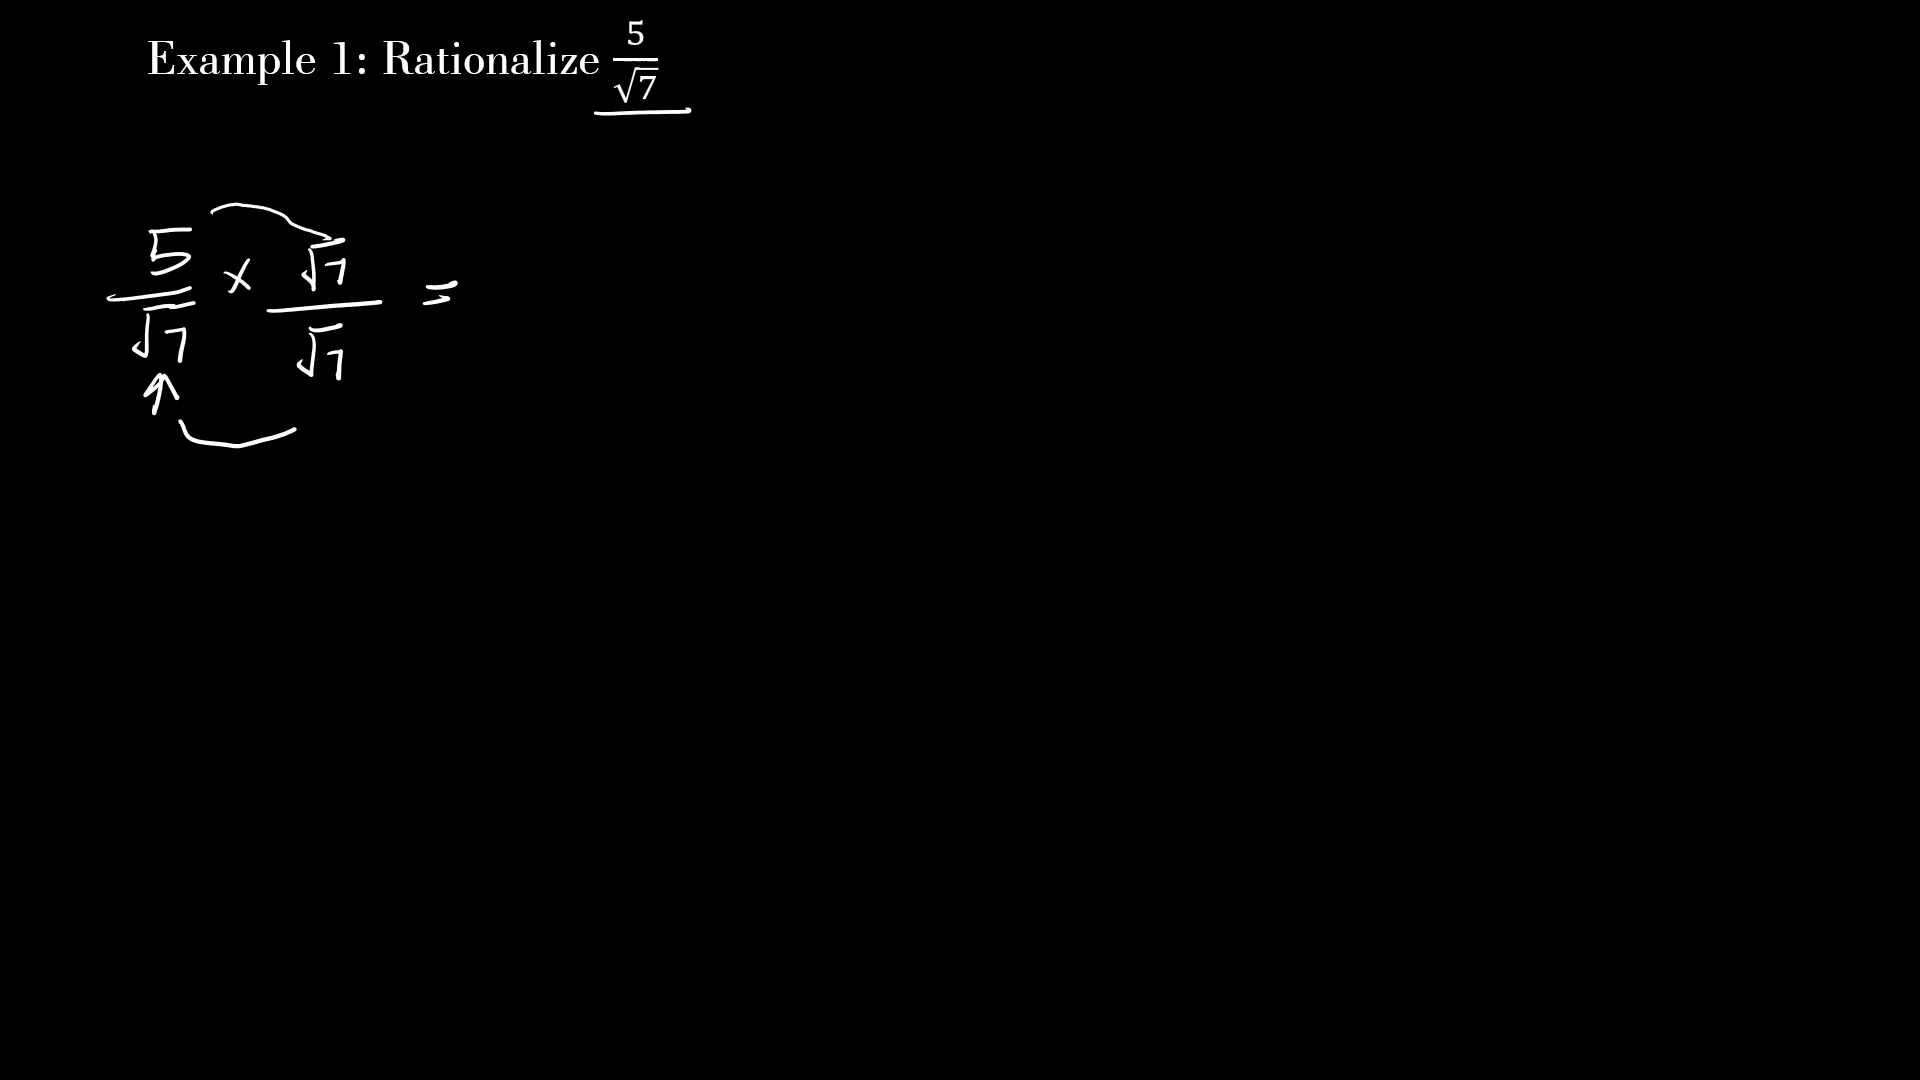 Example 1: Rationalize 5/√7
5/√7 × √7/√7 =